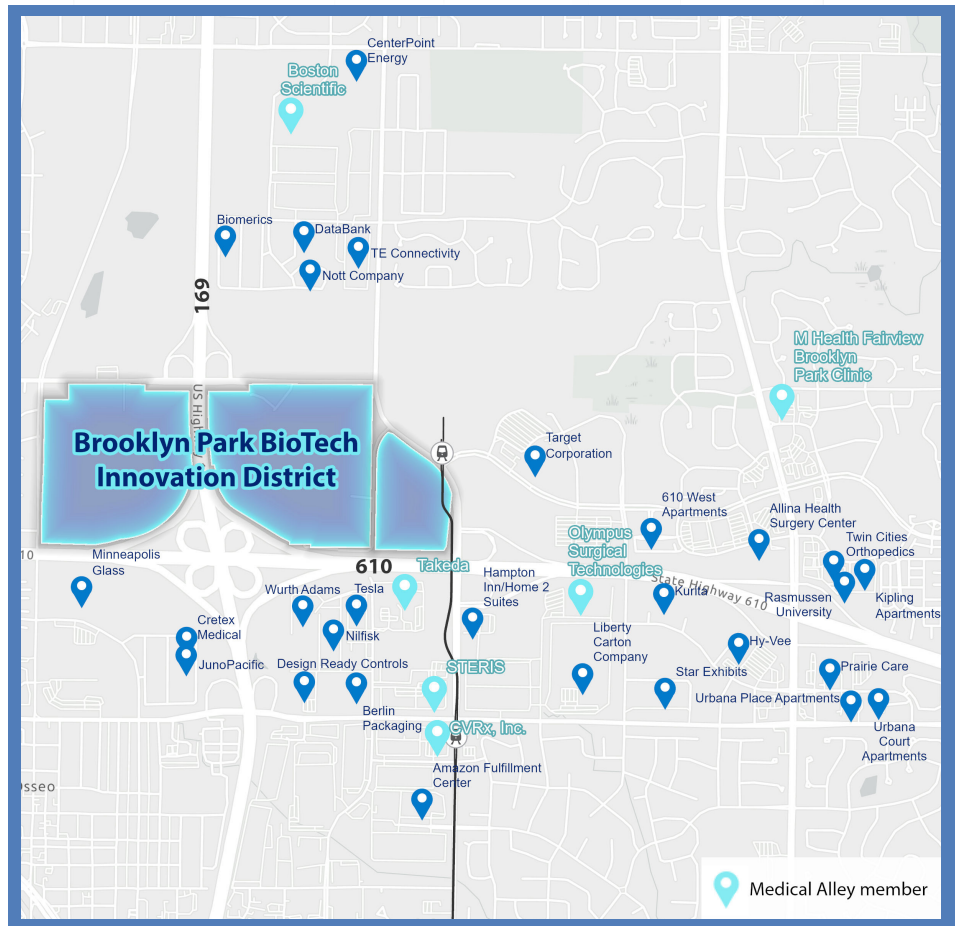 CenterPoint
Energy
Boston
Scientific
Biomerics
DataBank
TE Connectivity
Nott Company
169
M Health Fairview
Brooklyn
Park Clinic
US High
Brooklyn Park BioTech
Innovation District
Target
Corporation
610 West
Apartments
Allina Health
Surgery Center
Olympus
Surgical
Technologies
Twin Cities
Orthopedics
10
Minneapolis
Glass
610
Takeda
Hampton
Inn/Home 2
Suites
State Highway 610
Wurth Adams
Tesla
Kurita
Rasmussen
University
Kipling
Apartments
Cretex
Medical
Nilfisk
Liberty
Carton
Company
Hy-Vee
JunoPacific
Design Ready Controls
STERIS
Star Exhibits
Prairie Care
Urbana Place Apartments
Berlin
Packaging
CVRx, Inc.
Urbana
Court
Apartments
Amazon Fulfillment
Center
Osseo
Medical Alley member